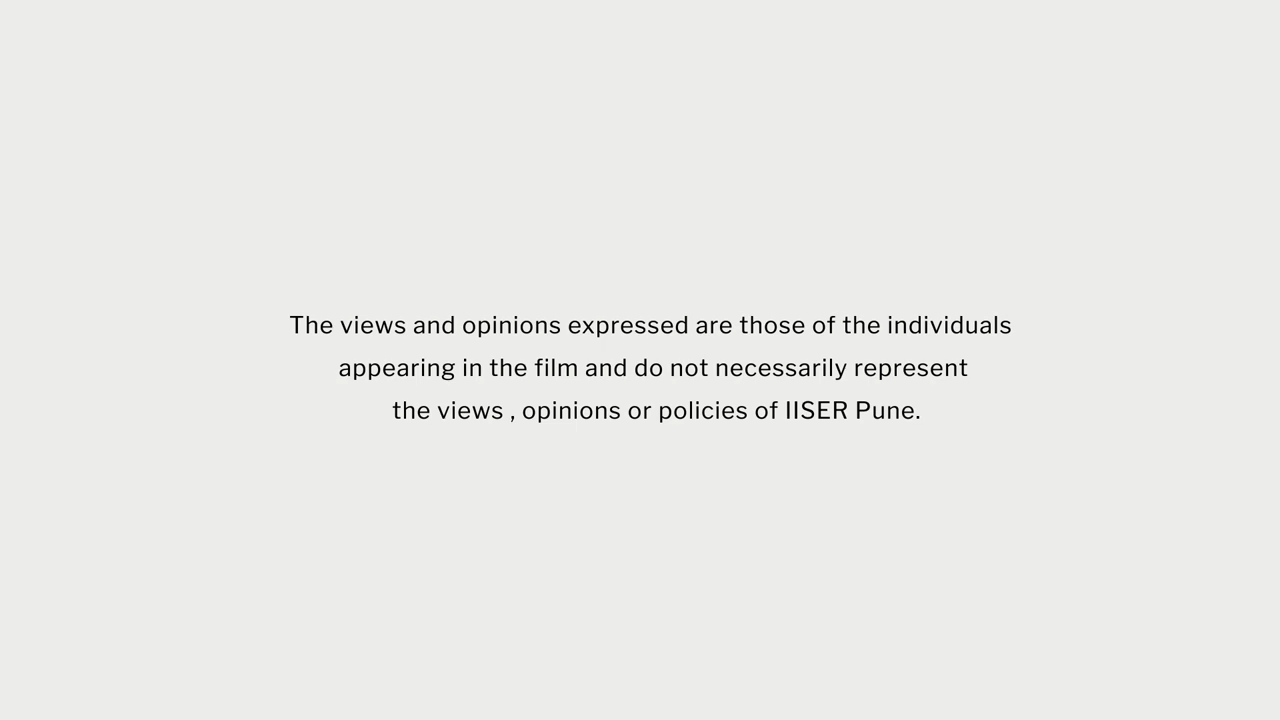 The views and opinions expressed are those of the individuals
appearing in the film and do not necessarily represent
the views , opinions or policies of IISER Pune.